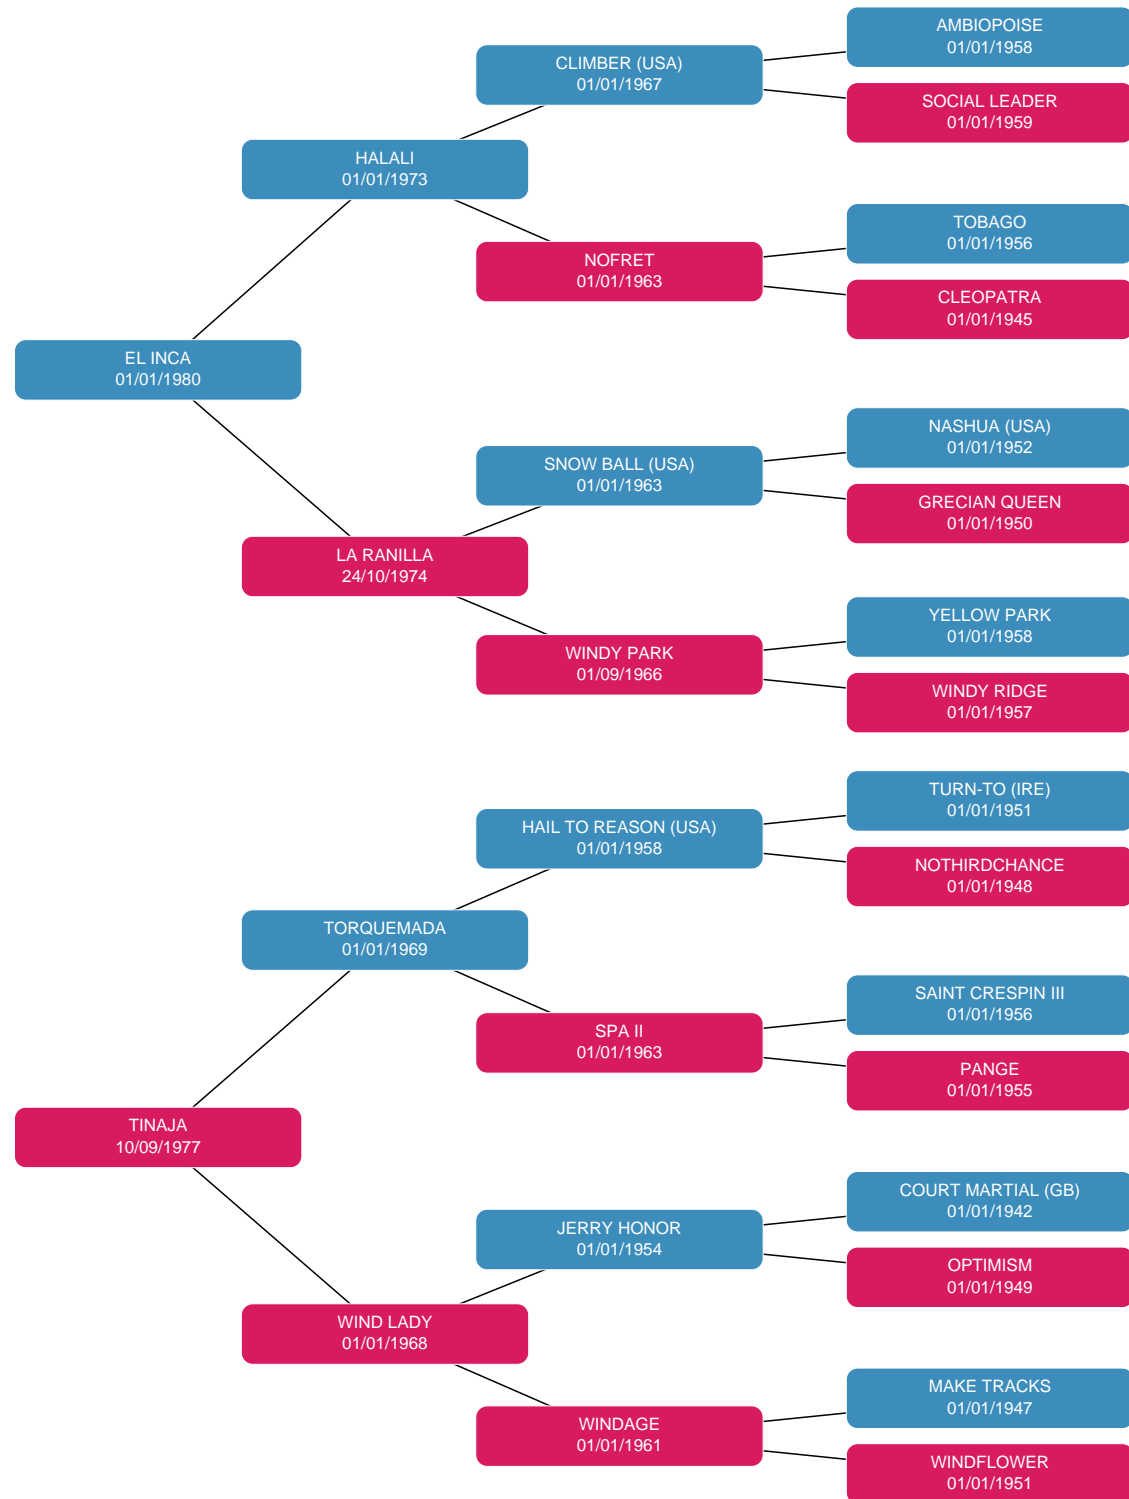 AMBIOPOISE
01/01/1958
CLIMBER (USA)
01/01/1967
SOCIAL LEADER
01/01/1959
HALALI
01/01/1973
TOBAGO
01/01/1956
NOFRET
01/01/1963
CLEOPATRA
01/01/1945
EL INCA
01/01/1980
NASHUA (USA)
01/01/1952
SNOW BALL (USA)
01/01/1963
GRECIAN QUEEN
01/01/1950
LA RANILLA
24/10/1974
YELLOW PARK
01/01/1958
WINDY PARK
01/09/1966
WINDY RIDGE
01/01/1957
TURN-TO (IRE)
01/01/1951
HAIL TO REASON (USA)
01/01/1958
NOTHIRDCHANCE
01/01/1948
TORQUEMADA
01/01/1969
SAINT CRESPIN III
01/01/1956
SPA II
01/01/1963
PANGE
01/01/1955
TINAJA
10/09/1977
COURT MARTIAL (GB)
01/01/1942
JERRY HONOR
01/01/1954
OPTIMISM
01/01/1949
WIND LADY
01/01/1968
MAKE TRACKS
01/01/1947
WINDAGE
01/01/1961
WINDFLOWER
01/01/1951